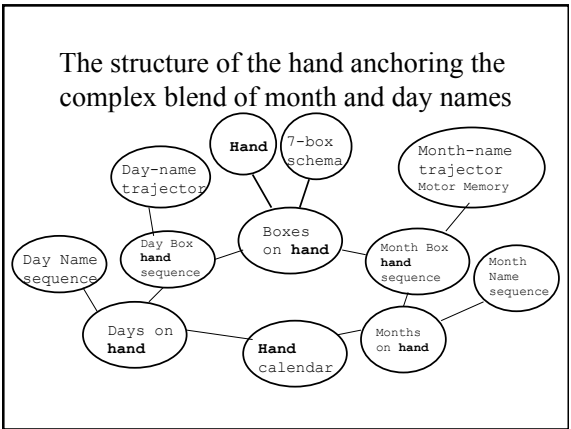 The structure of the hand anchoring the
complex blend of month and day names
Hand
7-box
schema
Month-name
trajector
Motor Memory
Day-name
trajector
Boxes
on hand
Day Box
hand
sequence
Month Box
hand
sequence
Day Name
sequence
Month
Name
sequence
Days on
hand
Hand
calendar
Months
on hand